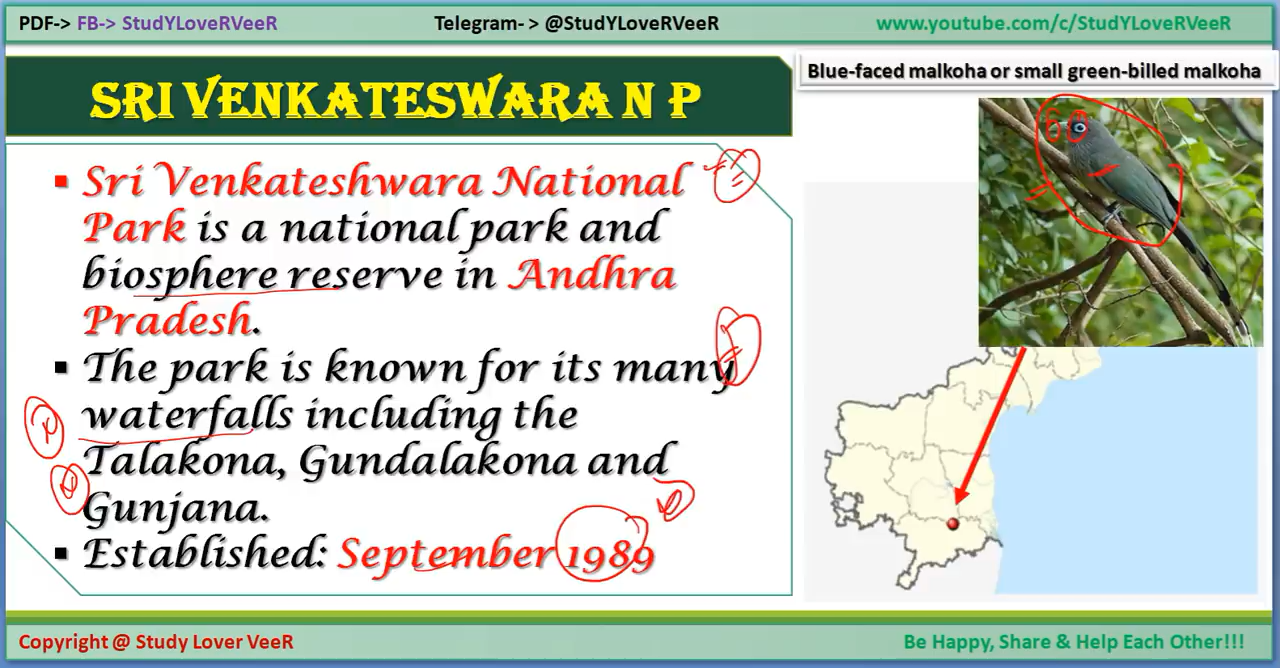 PDF-> FB-> StudYLoveRVeeR
Telegram- > @StudYLoveRVeeR
www.youtube.com/c/StudYLoveRVeeR
SRI VENKATESWARA N P
Blue-faced malkoha or small green-billed malkoha
▪ Sri Venkateshwara National
Park is a national park and
biosphere reserve in Andhra
Pradesh.
▪ The park is known for its many
waterfalls including the
Talakona, Gundalakona and
Gunjana.
▪ Established: September 1989
Copyright @ Study Lover VeeR
Be Happy, Share & Help Each Other!!!